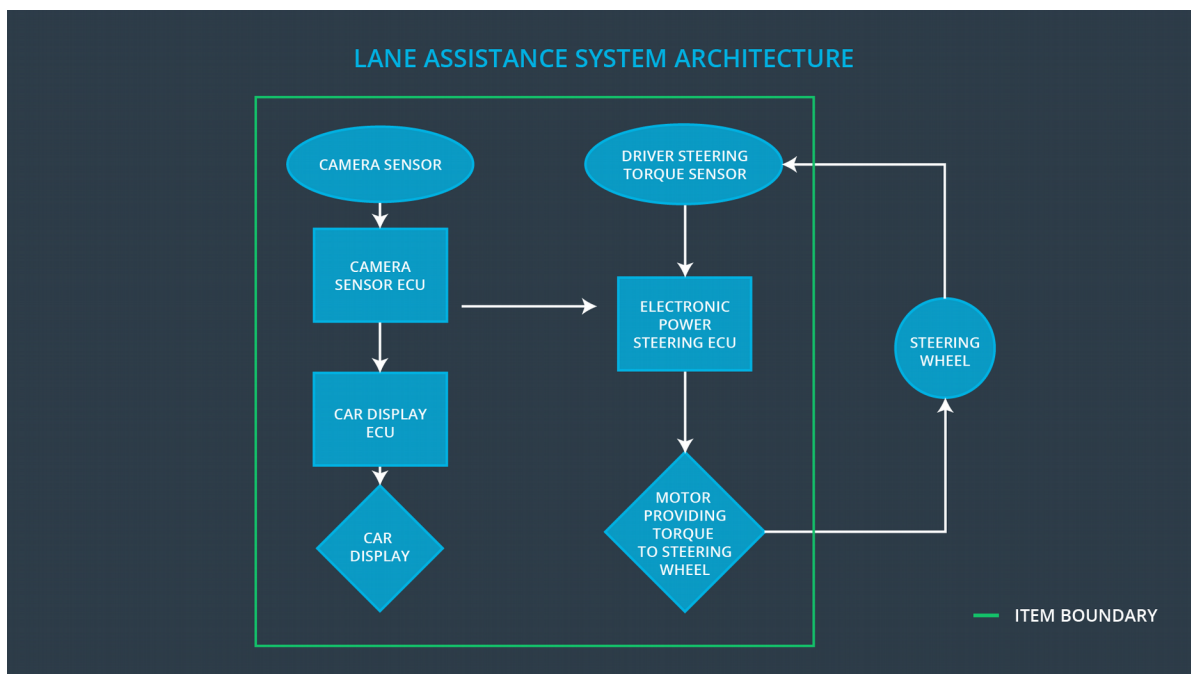 LANE ASSISTANCE SYSTEM ARCHITECTURE
CAMERA SENSOR
CAMERA
SENSOR ECU
CAR DISPLAY
ECU
CAR
DISPLAY
DRIVER STEERING
TORQUE SENSOR
ELECTRONIC
POWER
STEERING ECU
MOTOR
PROVIDING
TORQUE
TO STEERING
WHEEL
STEERING
WHEEL
ITEM BOUNDARY